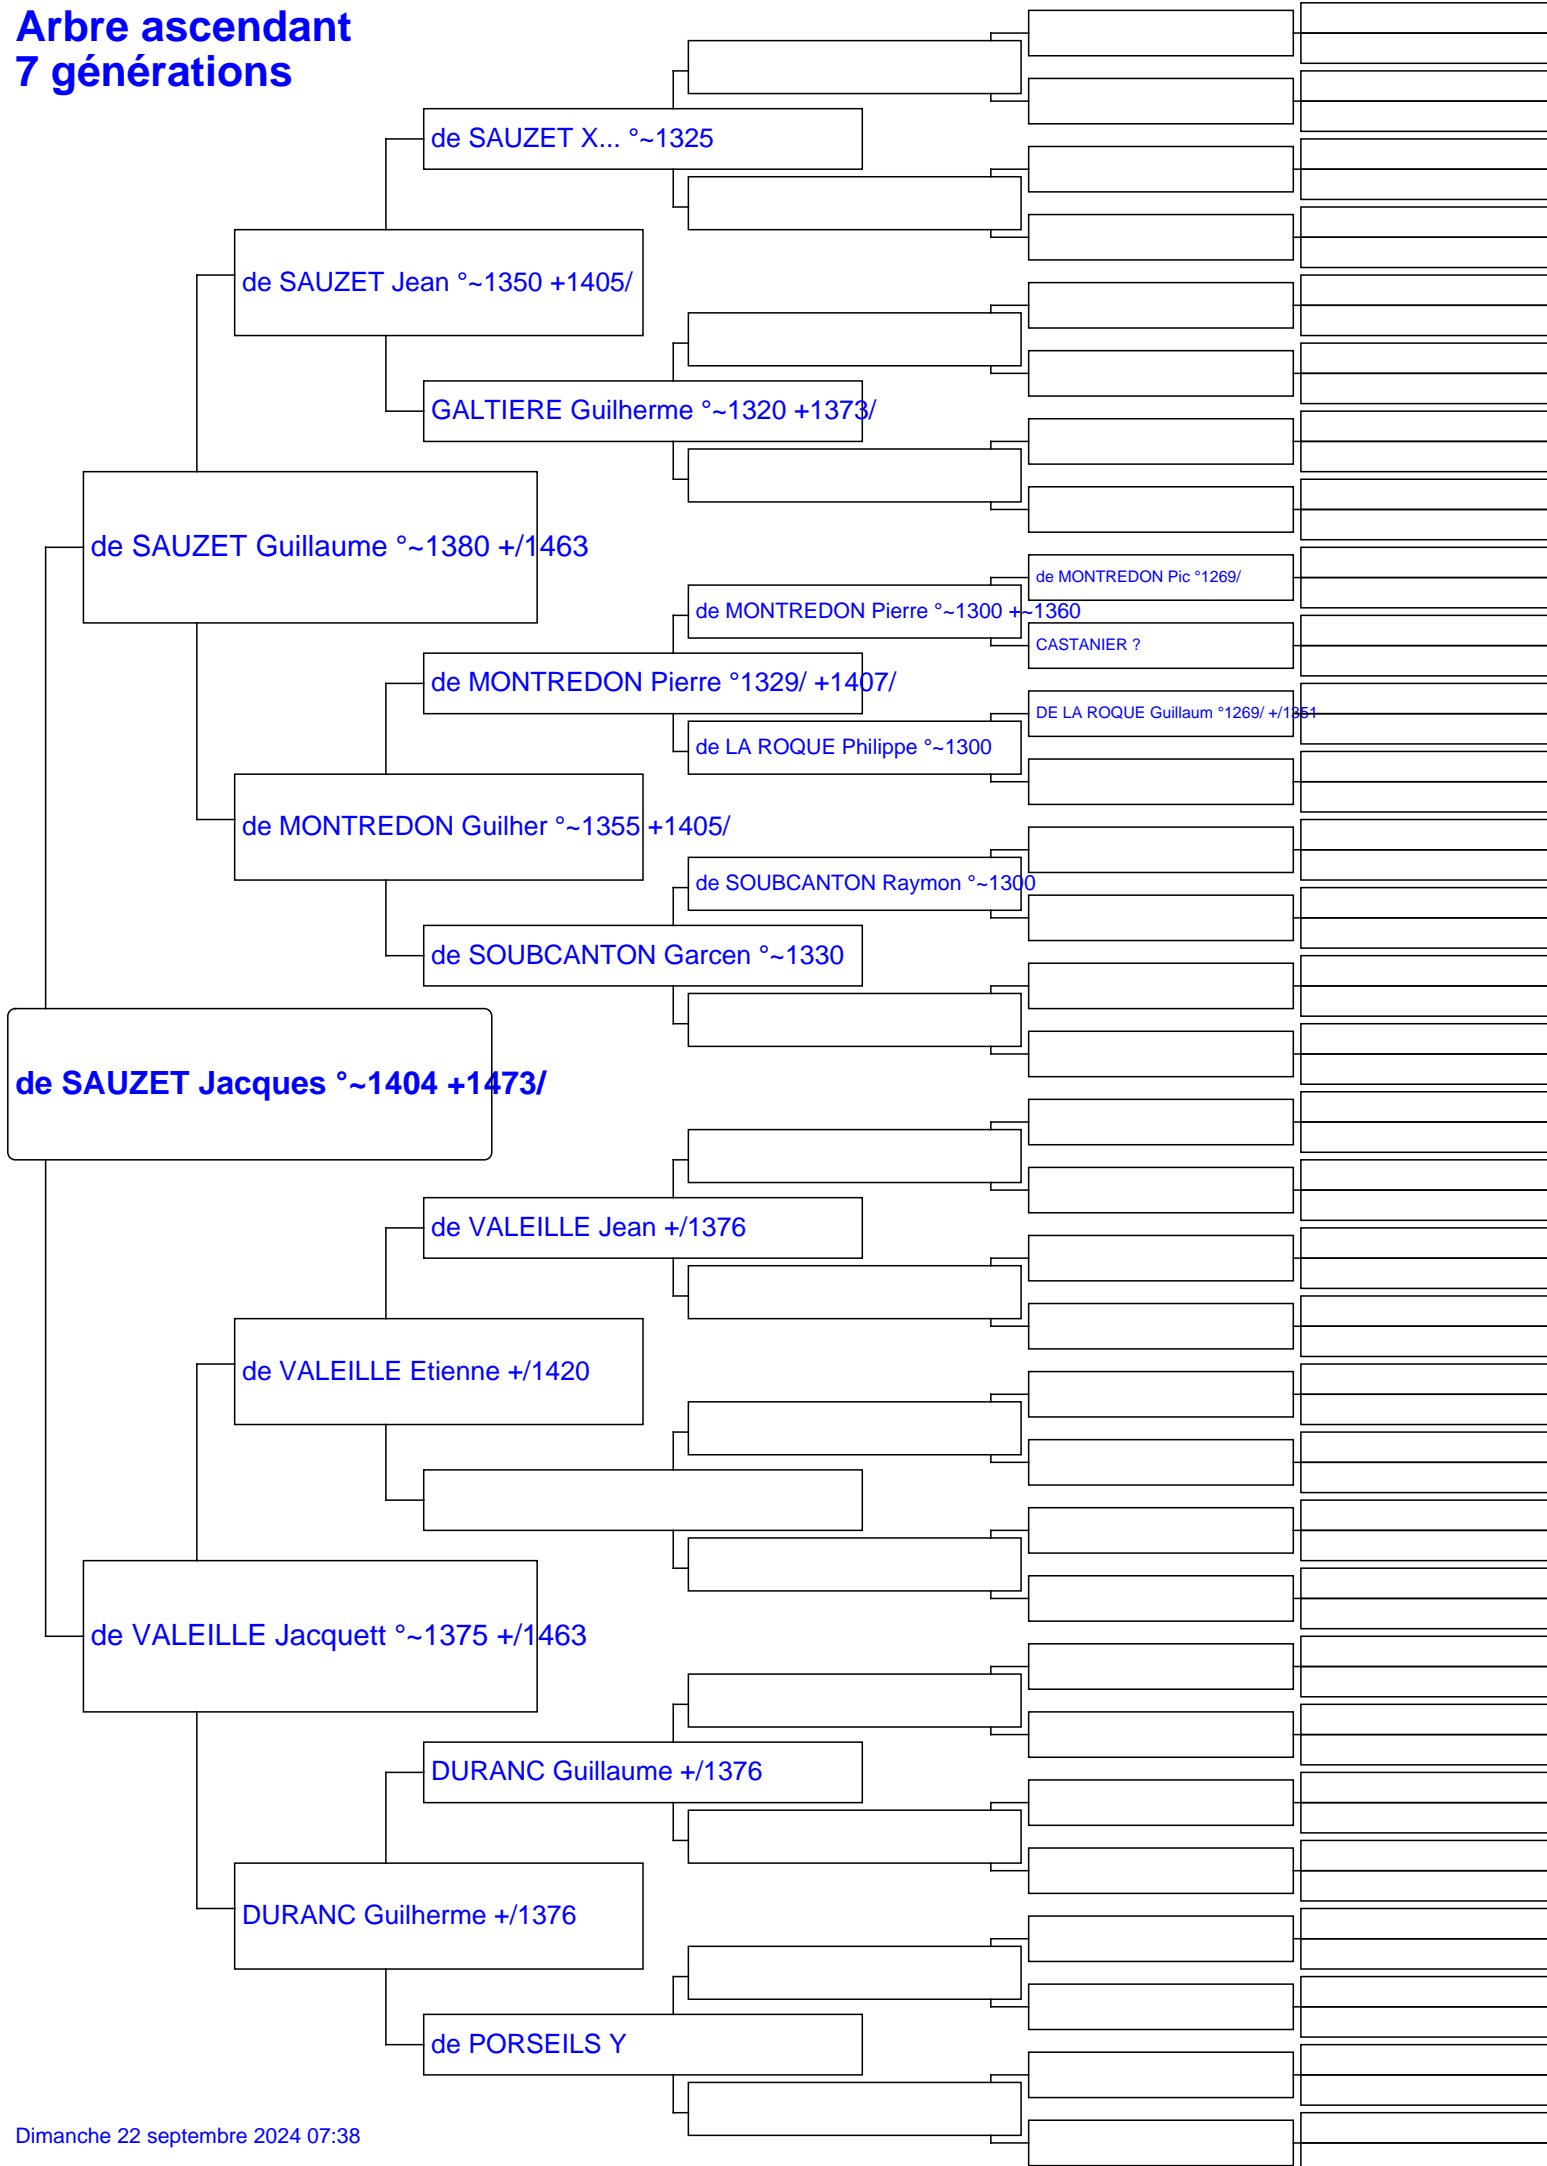 Arbre ascendant
7 générations
de SAUZET X... °~1325
de SAUZET Jean °~1350 +1405/
GALTIERE Guilherme °~1320 +1373/
de SAUZET Guillaume °~1380 +/1463
de MONTREDON Pic °1269/
de MONTREDON Pierre °~1300 +~1360
CASTANIER ?
de MONTREDON Pierre °1329/ +1407/
DE LA ROQUE Guillaum °1269/ +/1351
de LA ROQUE Philippe °~1300
de MONTREDON Guilher °~1355 +1405/
de SOUBCANTON Raymon °~1300
de SOUBCANTON Garcen °~1330
de SAUZET Jacques °~1404 +1473/
de VALEILLE Jean +/1376
de VALEILLE Etienne +/1420
de VALEILLE Jacquett °~1375 +/1463
DURANC Guillaume +/1376
DURANC Guilherme +/1376
de PORSEILS Y
Dimanche 22 septembre 2024 07:38